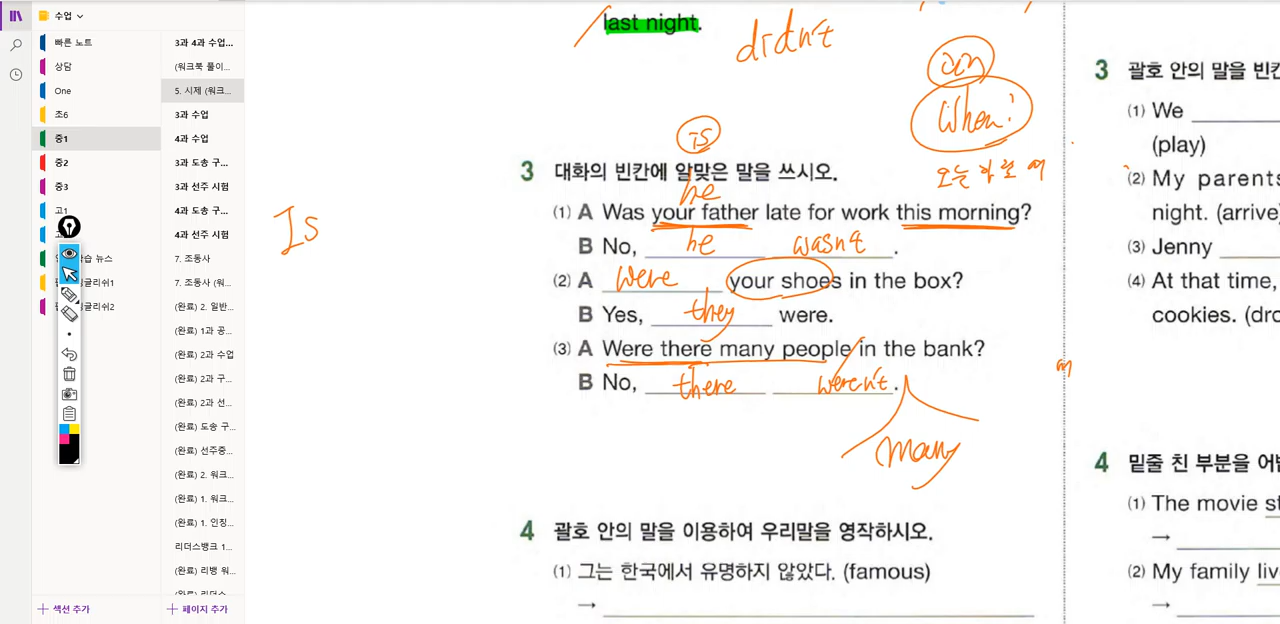 수업
빠른 노트
상담
One
초6
중1
중2
중3
고1
3과 4과 수업...
(워크북 풀이...
5. 시제 (워크...
3과 수업
4과 수업
3과 도송 구...
3과 선주 시험
4과 도송 구...
4과 선주 시험
7. 조동사
7. 조동사 (워...
(완료) 2. 일반...
(완료) 1과 공...
(완료) 2과 수업
(완료) 2과 구...
(완료) 2과 선...
(완료) 도송 구...
(완료) 선주중...
(완료) 2. 워크...
(완료) 1. 워크...
(완료) 1. 인칭...
리더스뱅크 1...
(완료) 리뱅 워...
섹션 추가
페이지 추가
last night.
didn't
When?
is
Is
3 대화의 빈칸에 알맞은 말을 쓰시오.
he
(1) A Was your father late for work this morning?
B No, he wasn't.
(2) A were your shoes in the box?
B Yes, they were.
(3) A Were there many people in the bank?
B No, there weren't.
many
4 괄호 안의 말을 이용하여 우리말을 영작하시오.
(1) 그는 한국에서 유명하지 않았다. (famous)
→
3 괄호 안의 말을 빈칸
(1) We
(play)
(2) My parents
night. (arrive)
(3) Jenny
(4) At that time,
cookies. (dro
4 밑줄 친 부분을 어법
(1) The movie st
→
(2) My family liv
→